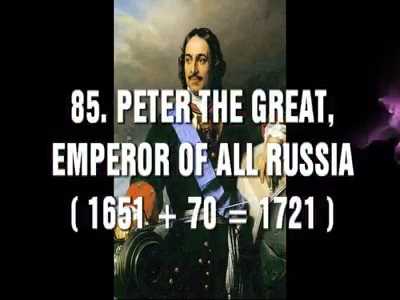 85. PETER THE GREAT,
EMPEROR OF ALL RUSSIA
( 1651 + 70 = 1721 )